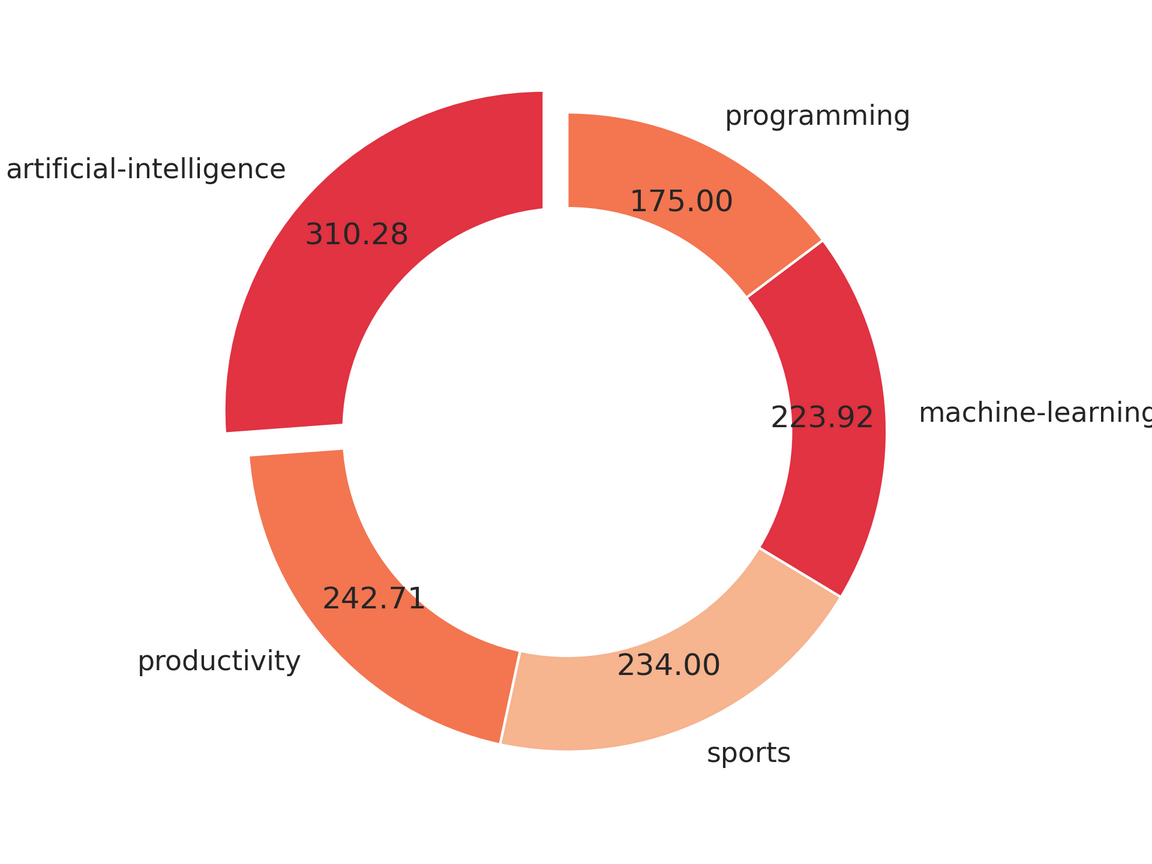 programming
artificial-intelligence
175.00
310.28
machine-learning
223.92
242.71
productivity
234.00
sports